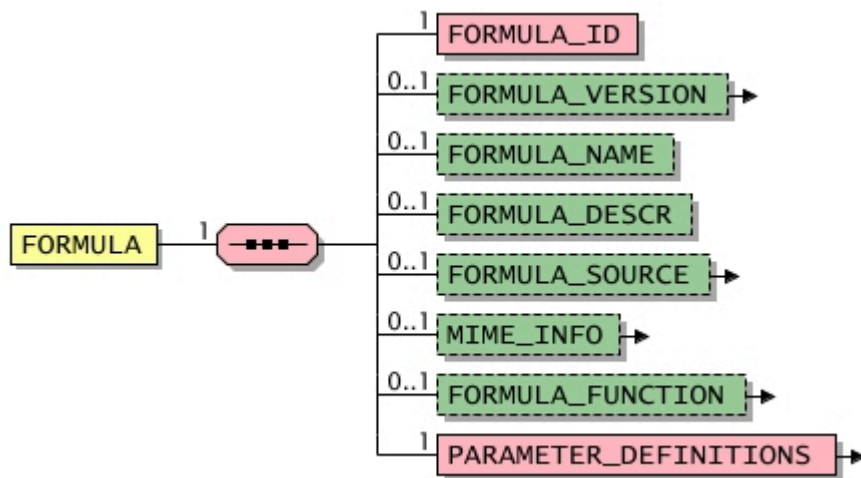 1 FORMULA_ID
0..1 FORMULA_VERSION
0..1 FORMULA_NAME
0..1 FORMULA_DESCR
FORMULA 1
0..1 FORMULA_SOURCE
0..1 MIME_INFO
0..1 FORMULA_FUNCTION
1 PARAMETER_DEFINITIONS